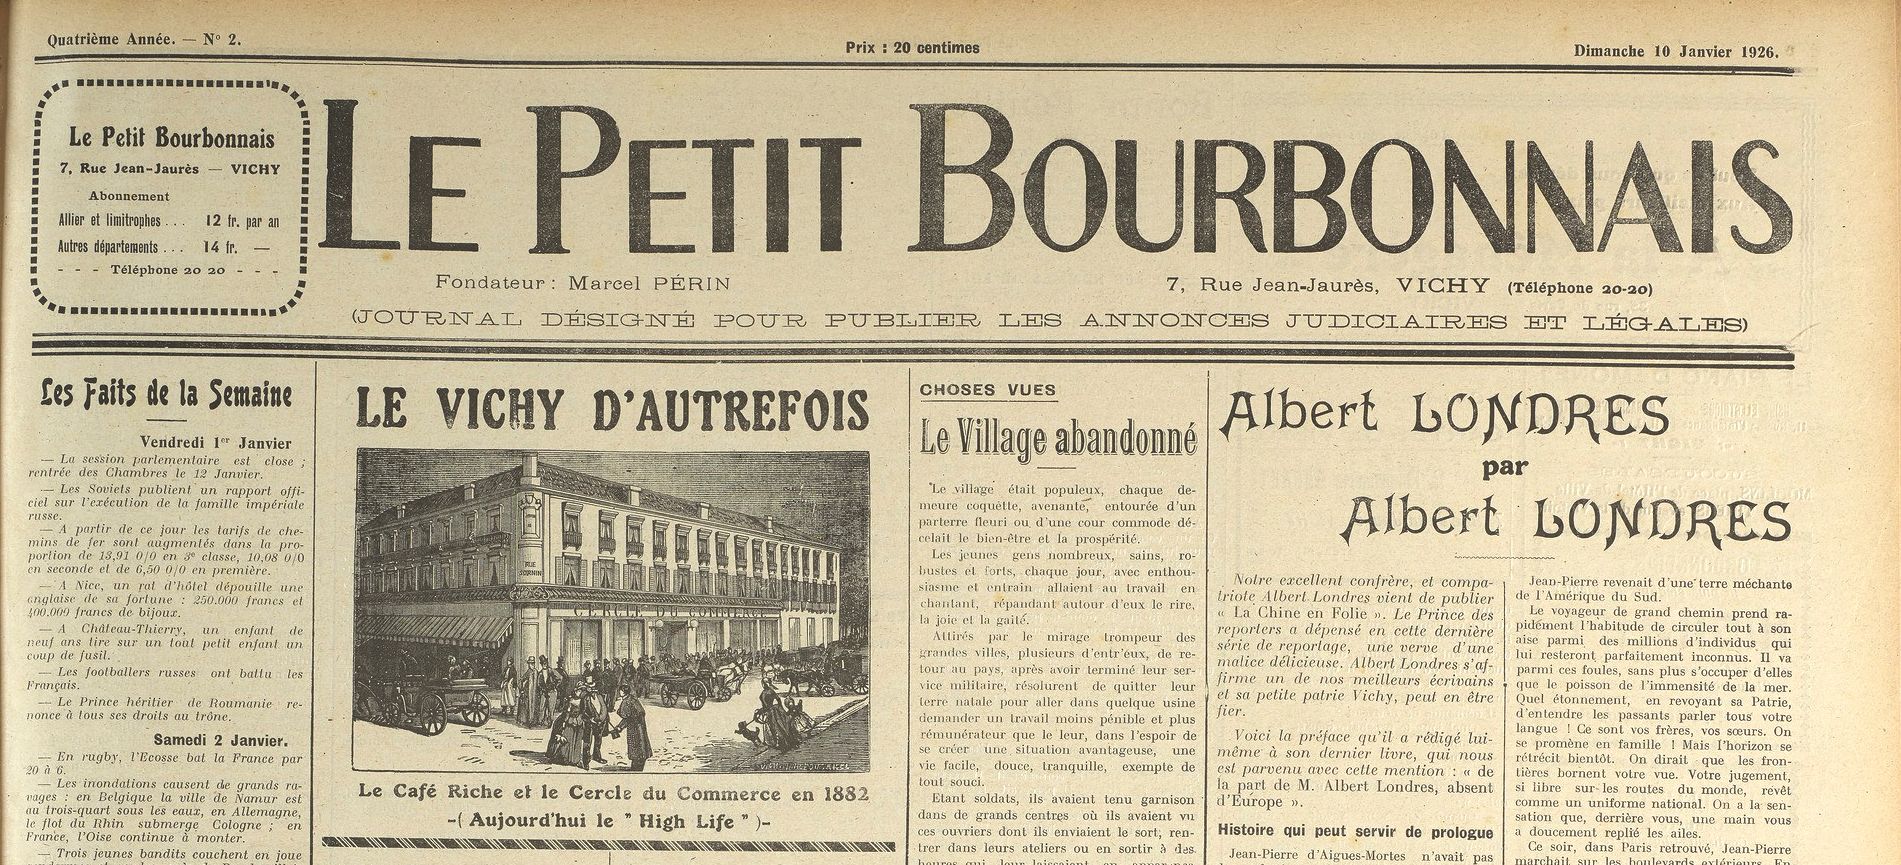 Quatrième Année. — N° 2.
Prix : 20 centimes
Dimanche 10 Janvier 1926.
Le Petit Bourbonnais
7, Rue Jean-Jaurès — VICHY
Abonnement
Allier et limitrophes . . . 12 fr. par an
Autres départements . . . 14 fr. —
- - - Téléphone 20 20 - - -
LE PETIT BOURBONNAIS
Fondateur : Marcel PÉRIN
7, Rue Jean-Jaurès, VICHY (Téléphone 20-20)
(JOURNAL DÉSIGNÉ POUR PUBLIER LES ANNONCES JUDICIAIRES ET LÉGALES)
Les Faits de la Semaine
Vendredi 1er Janvier
— La session parlementaire est close ;
rentrée des Chambres le 12 Janvier.
— Les Soviets publient un rapport offi-
ciel sur l'exécution de la famille impériale
russe.
— A partir de ce jour les tarifs de che-
mins de fer sont augmentés dans la pro-
portion de 13,91 0/0 en 3e classe, 10,08 0/0
en seconde et de 6,50 0/0 en première.
— A Nice, un rat d'hôtel dépouille une
anglaise de sa fortune : 250.000 francs et
400.000 francs de bijoux.
— A Château-Thierry, un enfant de
neuf ans tire sur un tout petit enfant un
coup de fusil.
— Les footballers russes ont battu les
Français.
— Le Prince héritier de Roumanie re-
nonce à tous ses droits au trône.
Samedi 2 Janvier.
— En rugby, l'Ecosse bat la France par
20 à 6.
— Les inondations causent de grands ra-
vages : en Belgique la ville de Namur est
au trois-quart sous les eaux, en Allemagne,
le flot du Rhin submerge Cologne ; en
France, l'Oise continue à monter.
— Trois jeunes bandits couchent en joue
LE VICHY D'AUTREFOIS
RUE
SORNIN
CERCLE DU COMMERCE
Le Café Riche et le Cercle du Commerce en 1882
-( Aujourd'hui le " High Life " )-
CHOSES VUES
Le Village abandonné
Le village était populeux, chaque de-
meure coquette, avenante, entourée d'un
parterre fleuri ou d'une cour commode dé-
celait le bien-être et la prospérité.
Les jeunes gens nombreux, sains, ro-
bustes et forts, chaque jour, avec enthou-
siasme et entrain allaient au travail en
chantant, répandant autour d'eux le rire,
la joie et la gaité.
Attirés par le mirage trompeur des
grandes villes, plusieurs d'entr'eux, de re-
tour au pays, après avoir terminé leur ser-
vice militaire, résolurent de quitter leur
terre natale pour aller dans quelque usine
demander un travail moins pénible et plus
rémunérateur que le leur, dans l'espoir de
se créer une situation avantageuse, une
vie facile, douce, tranquille, exempte de
tout souci.
Etant soldats, ils avaient tenu garnison
dans de grands centres où ils avaient vu
ces ouvriers dont ils enviaient le sort, ren-
trer dans leurs ateliers ou en sortir à des
heures qui leur laissaient en
Albert LONDRES
par
Albert LONDRES
Notre excellent confrère, et compa-
triote Albert Londres vient de publier
« La Chine en Folie ». Le Prince des
reporters a dépensé en cette dernière
série de reportage, une verve d'une
malice délicieuse. Albert Londres s'af-
firme un de nos meilleurs écrivains
et sa petite patrie Vichy, peut en être
fier.
Voici la préface qu'il a rédigé lui-
même à son dernier livre, qui nous
est parvenu avec cette mention : « de
la part de M. Albert Londres, absent
d'Europe ».
Histoire qui peut servir de prologue
Jean-Pierre d'Aigues-Mortes n'avait pas
Jean-Pierre revenait d'une terre méchante
de l'Amérique du Sud.
Le voyageur de grand chemin prend ra-
pidement l'habitude de circuler tout à son
aise parmi des millions d'individus qui
lui resteront parfaitement inconnus. Il va
parmi ces foules, sans plus s'occuper d'elles
que le poisson de l'immensité de la mer.
Quel étonnement, en revoyant sa Patrie,
d'entendre les passants parler tous votre
langue ! Ce sont vos frères, vos sœurs. On
se promène en famille ! Mais l'horizon se
rétrécit bientôt. On dirait que les fron-
tières bornent votre vue. Votre jugement,
si libre sur les routes du monde, revêt
comme un uniforme national. On a la sen-
sation que, derrière vous, une main vous
a doucement replié les ailes.
Ce soir, dans Paris retrouvé, Jean-Pierre
marchait sur les boulevards extérieurs. En